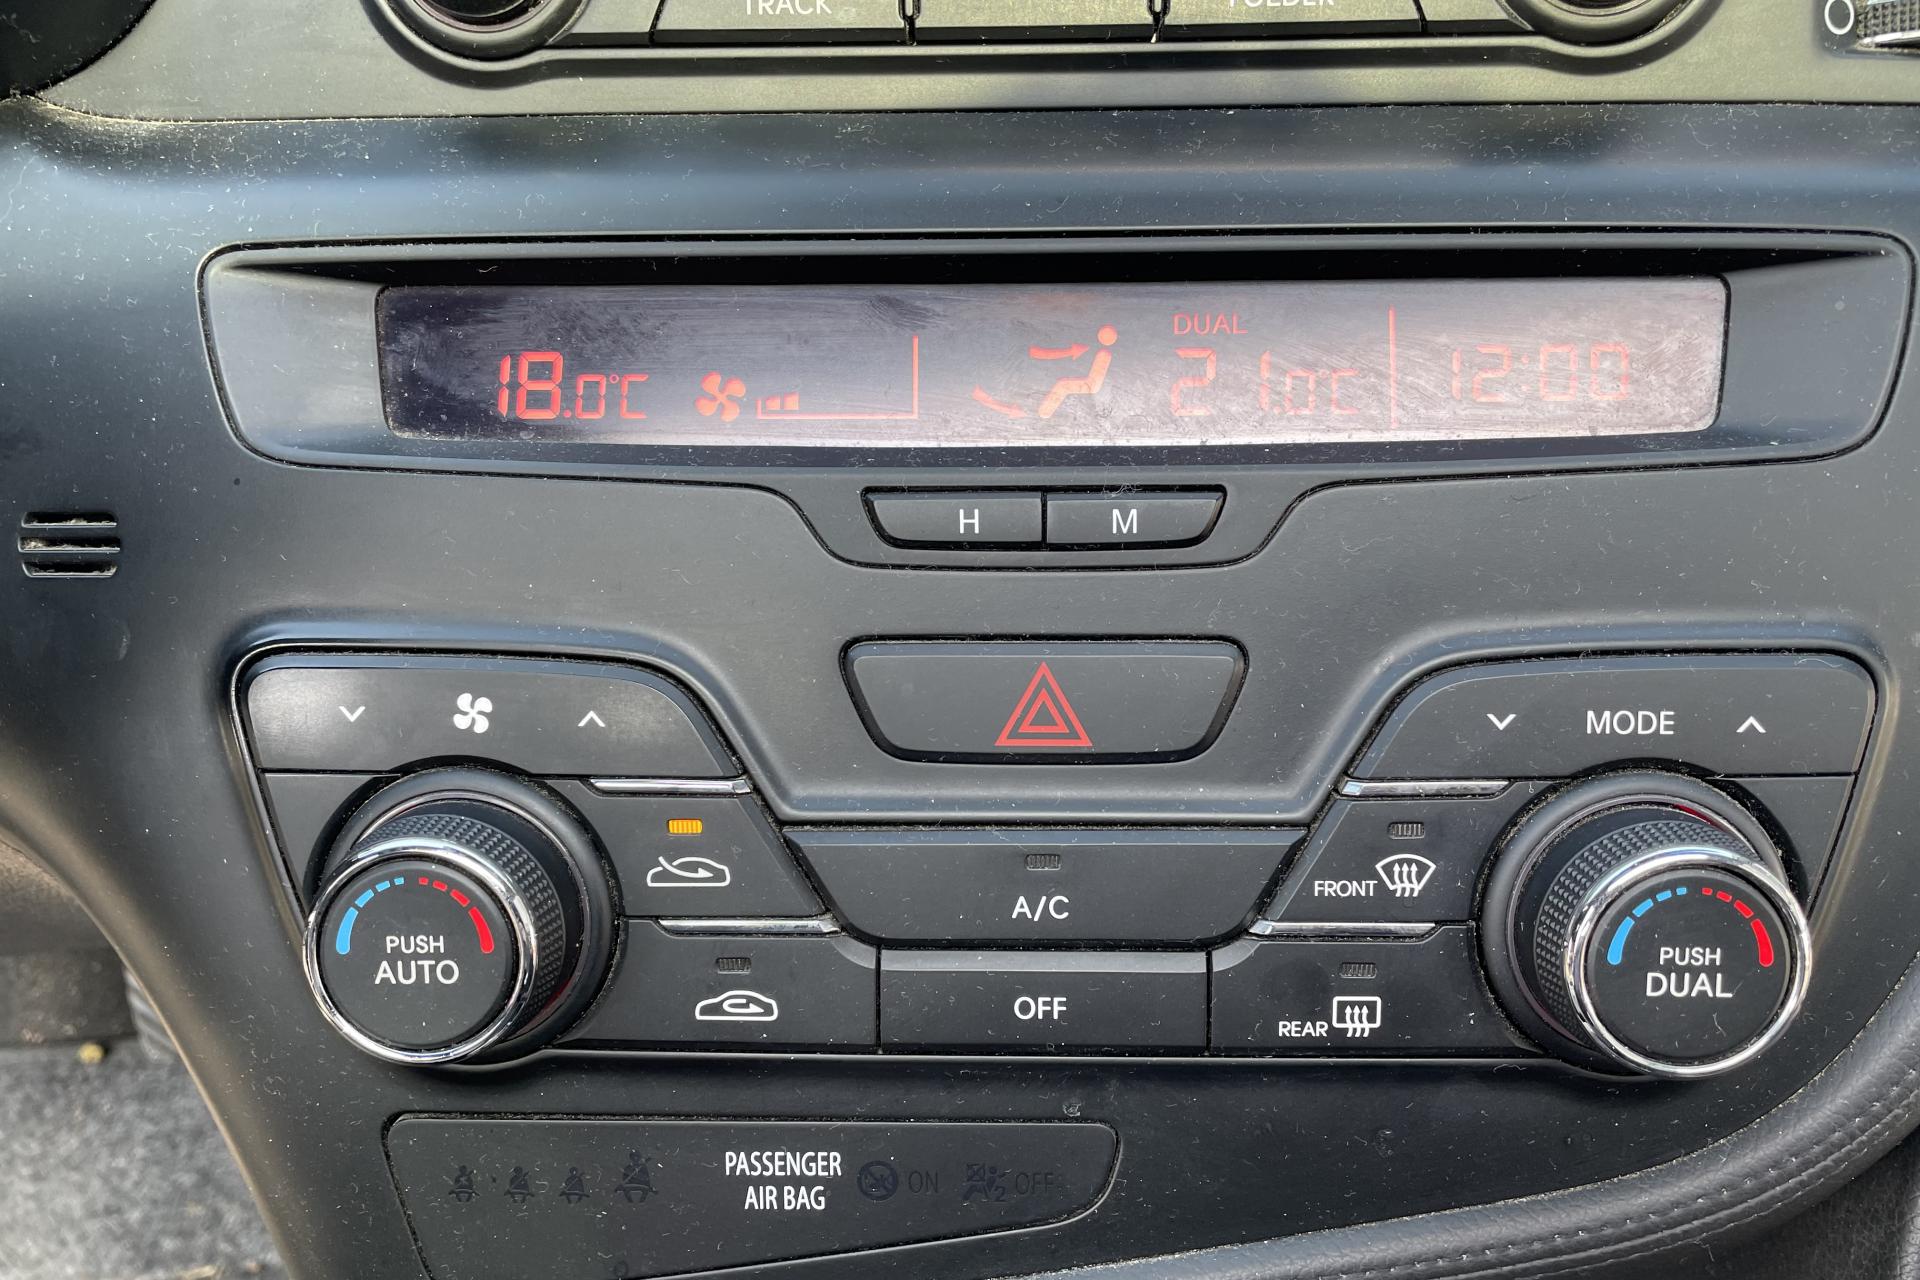 TRACK
FOLDER
DUAL
18.0°C
21.0°C
12:00
H
M
MODE
PUSH
AUTO
A/C
OFF
FRONT
REAR
PUSH
DUAL
PASSENGER
AIR BAG
ON
2 OFF